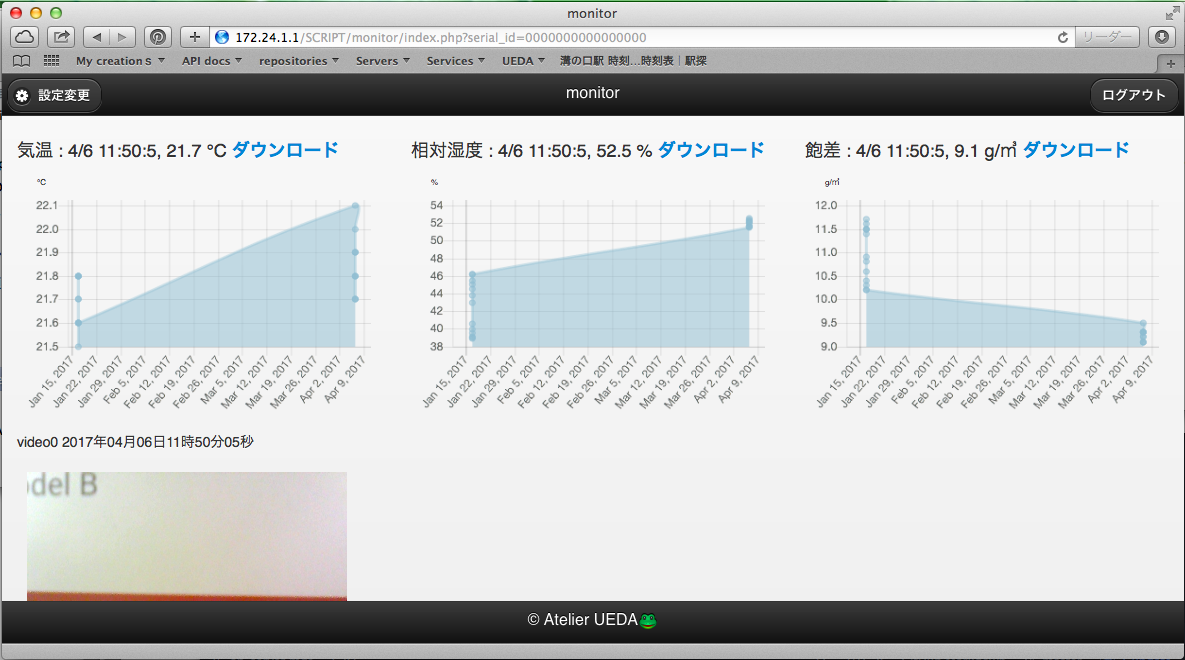 monitor
172.24.1.1/SCRIPT/monitor/index.php?serial_id=0000000000000000
リーダー
My creation s API docs repositories Servers Services UEDA 溝の口駅 時刻...時刻表｜駅探
設定変更
monitor
ログアウト
気温 : 4/6 11:50:5, 21.7 °C ダウンロード
°C
22.1
22.0
21.9
21.8
21.7
21.6
21.5
Jan 15, 2017
Jan 22, 2017
Jan 29, 2017
Feb 5, 2017
Feb 12, 2017
Feb 19, 2017
Feb 26, 2017
Mar 5, 2017
Mar 12, 2017
Mar 19, 2017
Mar 26, 2017
Apr 2, 2017
Apr 9, 2017
相対湿度 : 4/6 11:50:5, 52.5 % ダウンロード
%
54
52
50
48
46
44
42
40
38
Jan 15, 2017
Jan 22, 2017
Jan 29, 2017
Feb 5, 2017
Feb 12, 2017
Feb 19, 2017
Feb 26, 2017
Mar 5, 2017
Mar 12, 2017
Mar 19, 2017
Mar 26, 2017
Apr 2, 2017
Apr 9, 2017
飽差 : 4/6 11:50:5, 9.1 g/㎥ ダウンロード
g/㎥
12.0
11.5
11.0
10.5
10.0
9.5
9.0
Jan 15, 2017
Jan 22, 2017
Jan 29, 2017
Feb 5, 2017
Feb 12, 2017
Feb 19, 2017
Feb 26, 2017
Mar 5, 2017
Mar 12, 2017
Mar 19, 2017
Mar 26, 2017
Apr 2, 2017
Apr 9, 2017
video0 2017年04月06日11時50分05秒
odel B
© Atelier UEDA🐸